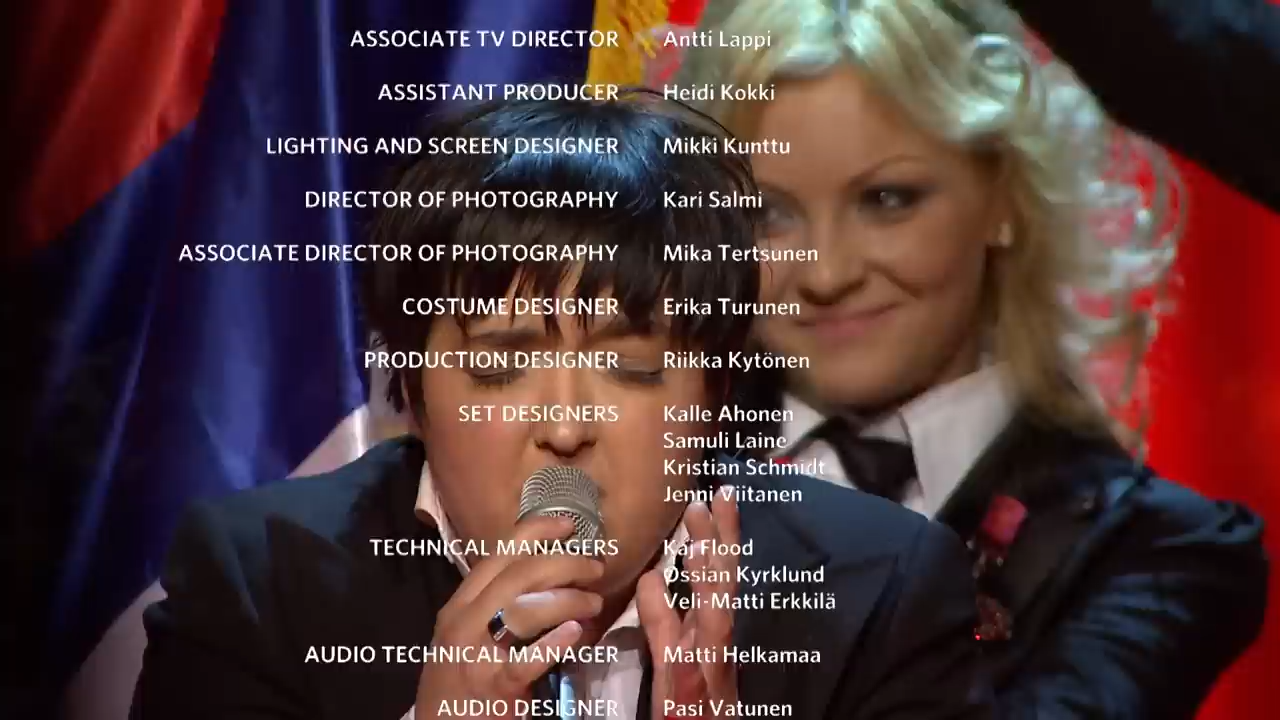 ASSOCIATE TV DIRECTOR Antti Lappi
ASSISTANT PRODUCER Heidi Kokki
LIGHTING AND SCREEN DESIGNER Mikki Kunttu
DIRECTOR OF PHOTOGRAPHY Kari Salmi
ASSOCIATE DIRECTOR OF PHOTOGRAPHY Mika Tertsunen
COSTUME DESIGNER Erika Turunen
PRODUCTION DESIGNER Riikka Kytönen
SET DESIGNERS Kalle Ahonen
Samuli Laine
Kristian Schmidt
Jenni Viitanen
TECHNICAL MANAGERS Kaj Flood
Ossian Kyrklund
Veli-Matti Erkkilä
AUDIO TECHNICAL MANAGER Matti Helkamaa
AUDIO DESIGNER Pasi Vatunen